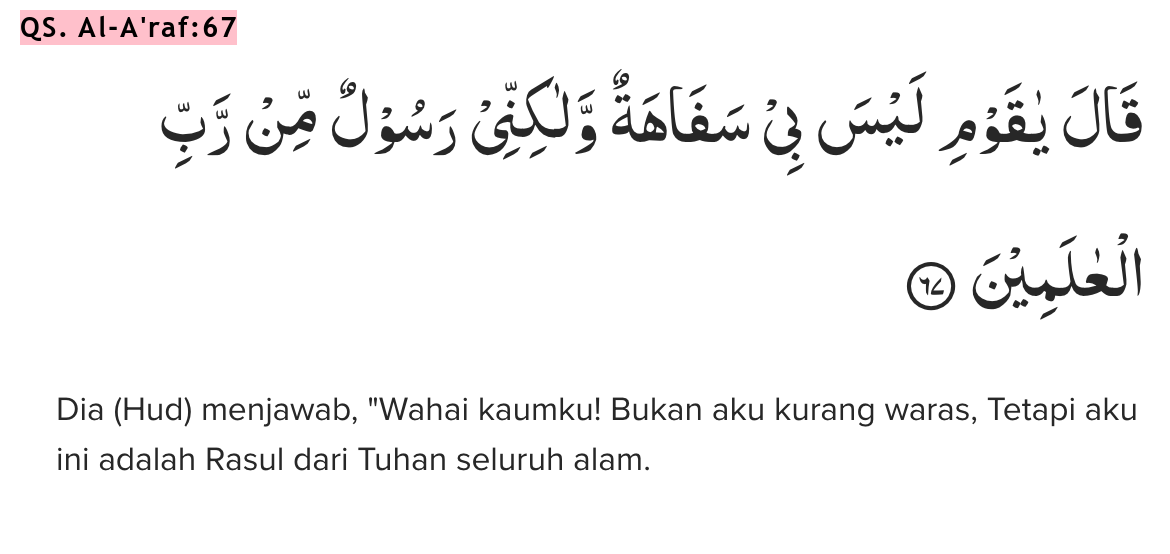 QS. Al-A'raf:67
قَالَ يٰقَوْمِ لَيْسَ بِيْ سَفَاهَةٌ وَّلٰكِنِّيْ رَسُوْلٌ مِّنْ رَّبِّ
الْعٰلَمِيْنَ ٦٧
Dia (Hud) menjawab, "Wahai kaumku! Bukan aku kurang waras, Tetapi aku
ini adalah Rasul dari Tuhan seluruh alam.